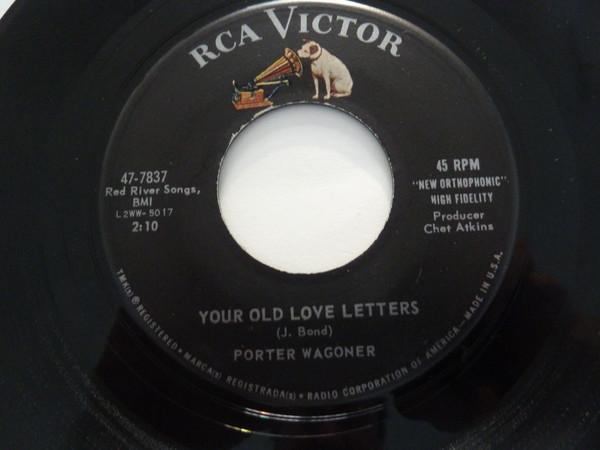 RCA VICTOR
47-7837
Red River Songs,
BMI
L2WW-5017
2:10
45 RPM
"NEW ORTHOPHONIC"
HIGH FIDELITY
Producer
Chet Atkins
YOUR OLD LOVE LETTERS
(J. Bond)
PORTER WAGONER
TMK(s) ® REGISTERED • MARCA(s) REGISTRADA(s) • RADIO CORPORATION OF AMERICA — MADE IN U.S.A.